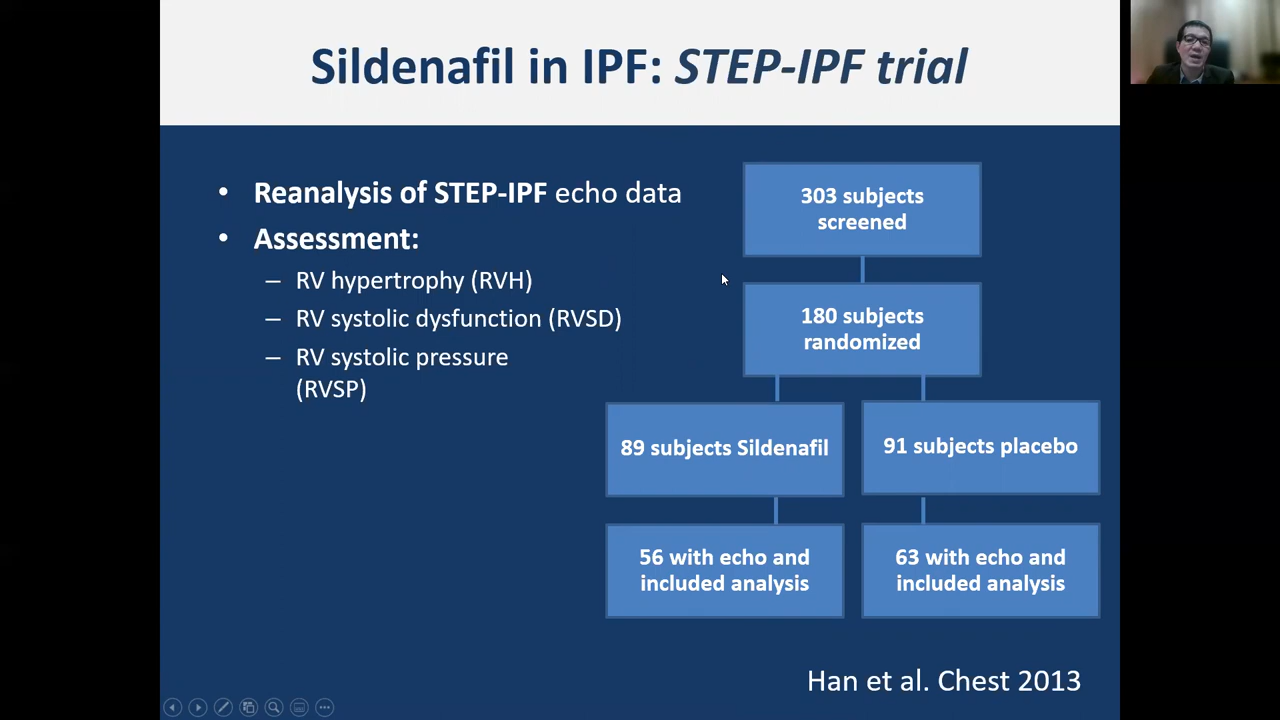 Sildenafil in IPF: STEP-IPF trial
• Reanalysis of STEP-IPF echo data
• Assessment:
– RV hypertrophy (RVH)
– RV systolic dysfunction (RVSD)
– RV systolic pressure
(RVSP)
303 subjects
screened
180 subjects
randomized
89 subjects Sildenafil
91 subjects placebo
56 with echo and
included analysis
63 with echo and
included analysis
Han et al. Chest 2013